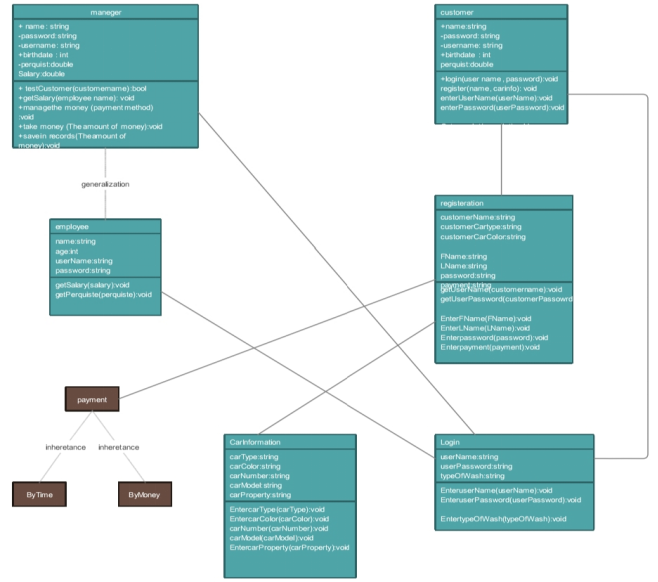 maneger
+ name : string
-password:string
-username : string
+birthdate : int
-perquist:double
Salary:double
+ testCustomer(customername):bool
+getSalary(employee name): void
+managethe money (payment method)
:void
+take money (The amount of money):void
+savein records(The amount of
money):void
generalization
employee
name:string
age:int
userName:string
password:string
getSalary(salary):void
getPerquiste(perquiste):void
payment
inheretance
inheretance
ByTime
ByMoney
customer
+name:string
-password:string
-username: string
+birthdate : int
perquist:double
+login(user name , password):void
register(name, carinfo): void
enterUserName(userName):void
enterPassword(userPassword):void
registeration
customerName:string
customerCartype:string
customerCarColor:string
FName:string
LName:string
password:string
payment:string
getUserName(customername):void
getUserPassword(customerPassowrd
EnterFName(FName):void
EnterLName(LName):void
Enterpassword(password):void
Enterpayment(payment):void
CarInformation
carType:string
carColor:string
carNumber:string
carModel:string
carProperty:string
EntercarType(carType):void
EntercarColor(carColor):void
carNumber(carNumber):void
carModel(carModel):void
EntercarProperty(carProperty):void
Login
userName:string
userPassword:string
typeOfWash:string
EnteruserName(userName):void
EnteruserPassword(userPassword):void
EntertypeOfWash(typeOfWash):void